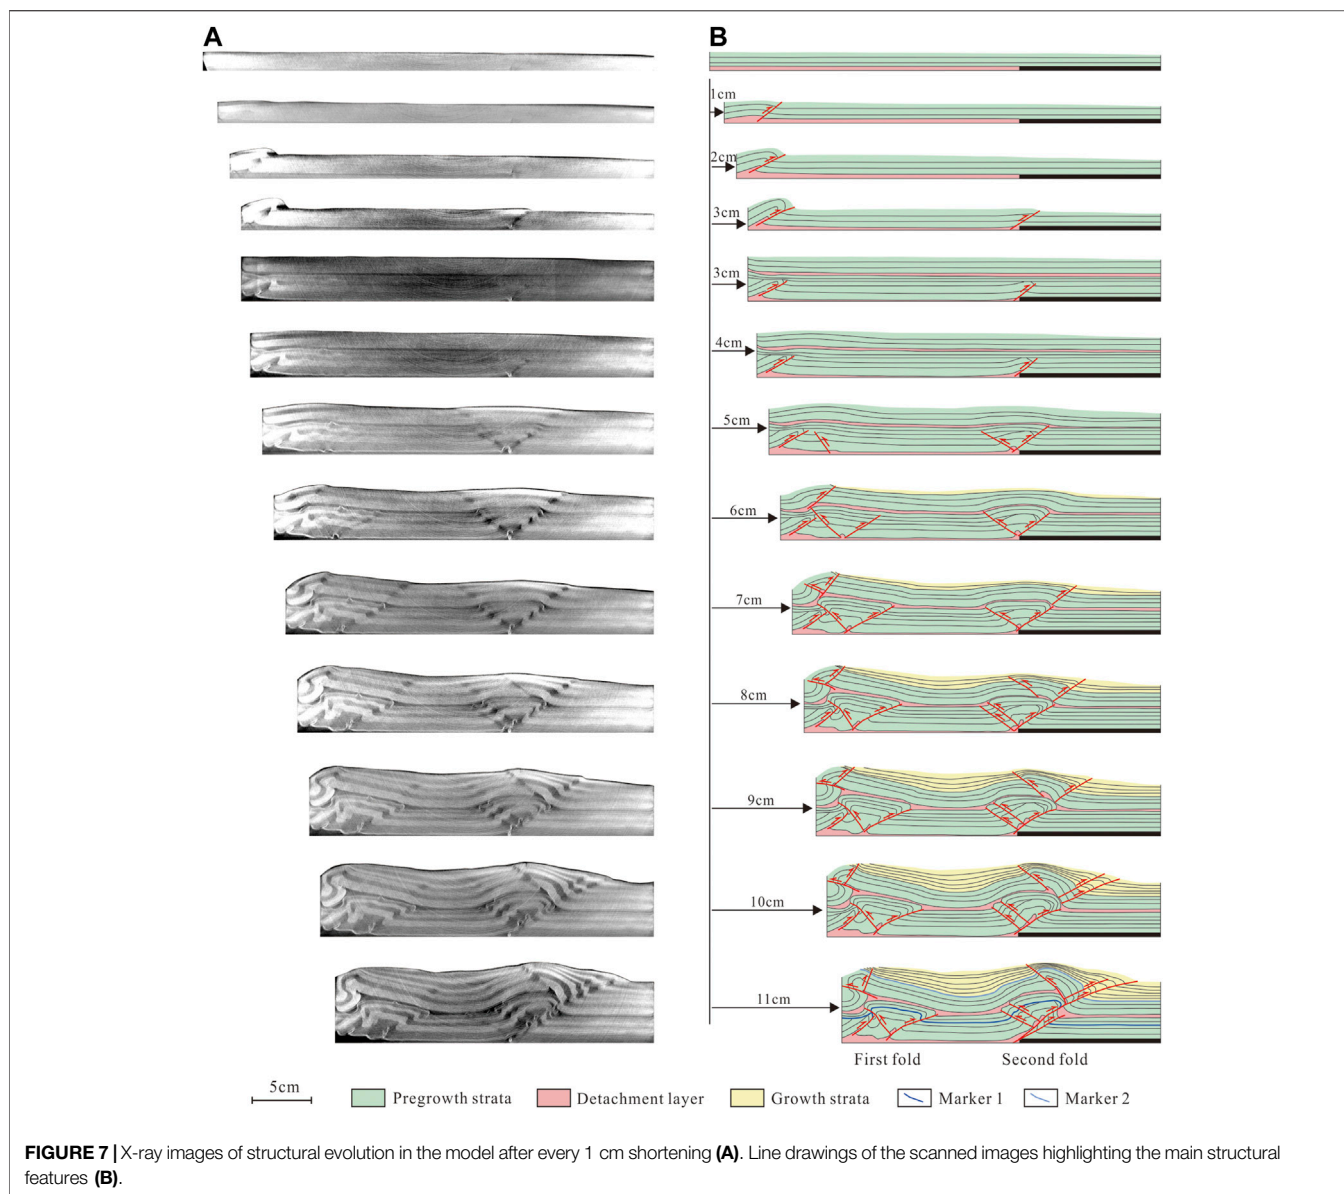 A
B
1cm
2cm
3cm
3cm
4cm
5cm
6cm
7cm
8cm
9cm
10cm
11cm
First fold
Second fold
5cm
Pregrowth strata
Detachment layer
Growth strata
Marker 1
Marker 2
FIGURE 7 | X-ray images of structural evolution in the model after every 1 cm shortening (A). Line drawings of the scanned images highlighting the main structural
features (B).